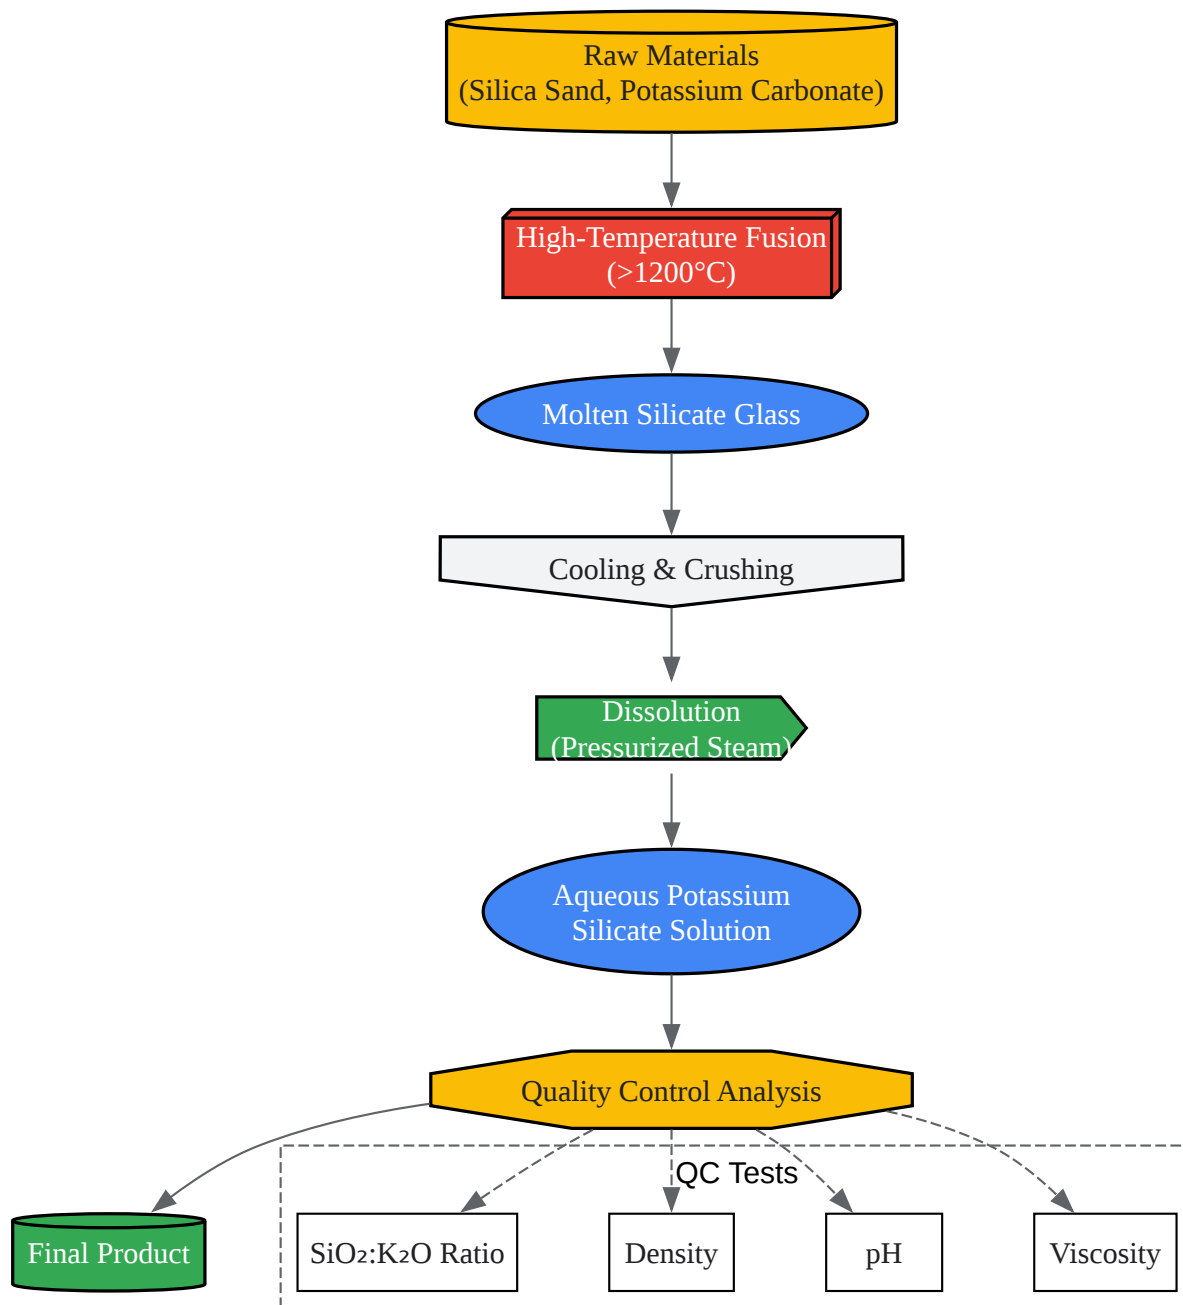 Raw Materials
(Silica Sand, Potassium Carbonate)
High-Temperature Fusion
(>1200°C)
Molten Silicate Glass
Cooling & Crushing
Dissolution
(Pressurized Steam)
Aqueous Potassium
Silicate Solution
Quality Control Analysis
QC Tests
Final Product
SiO₂:K₂O Ratio
Density
pH
Viscosity